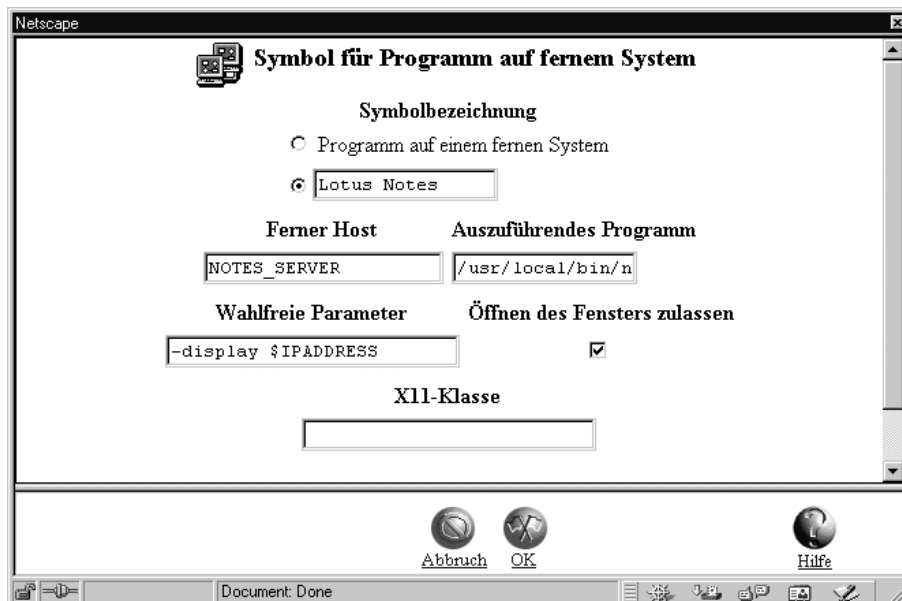 Netscape
Symbol für Programm auf fernem System
Symbolbezeichnung
Programm auf einem fernen System
Lotus Notes
Ferner Host Auszuführendes Programm
NOTES_SERVER /usr/local/bin/n
Wahlfreie Parameter Öffnen des Fensters zulassen
-display $IPADDRESS
X11-Klasse
Abbruch OK Hilfe
Document: Done